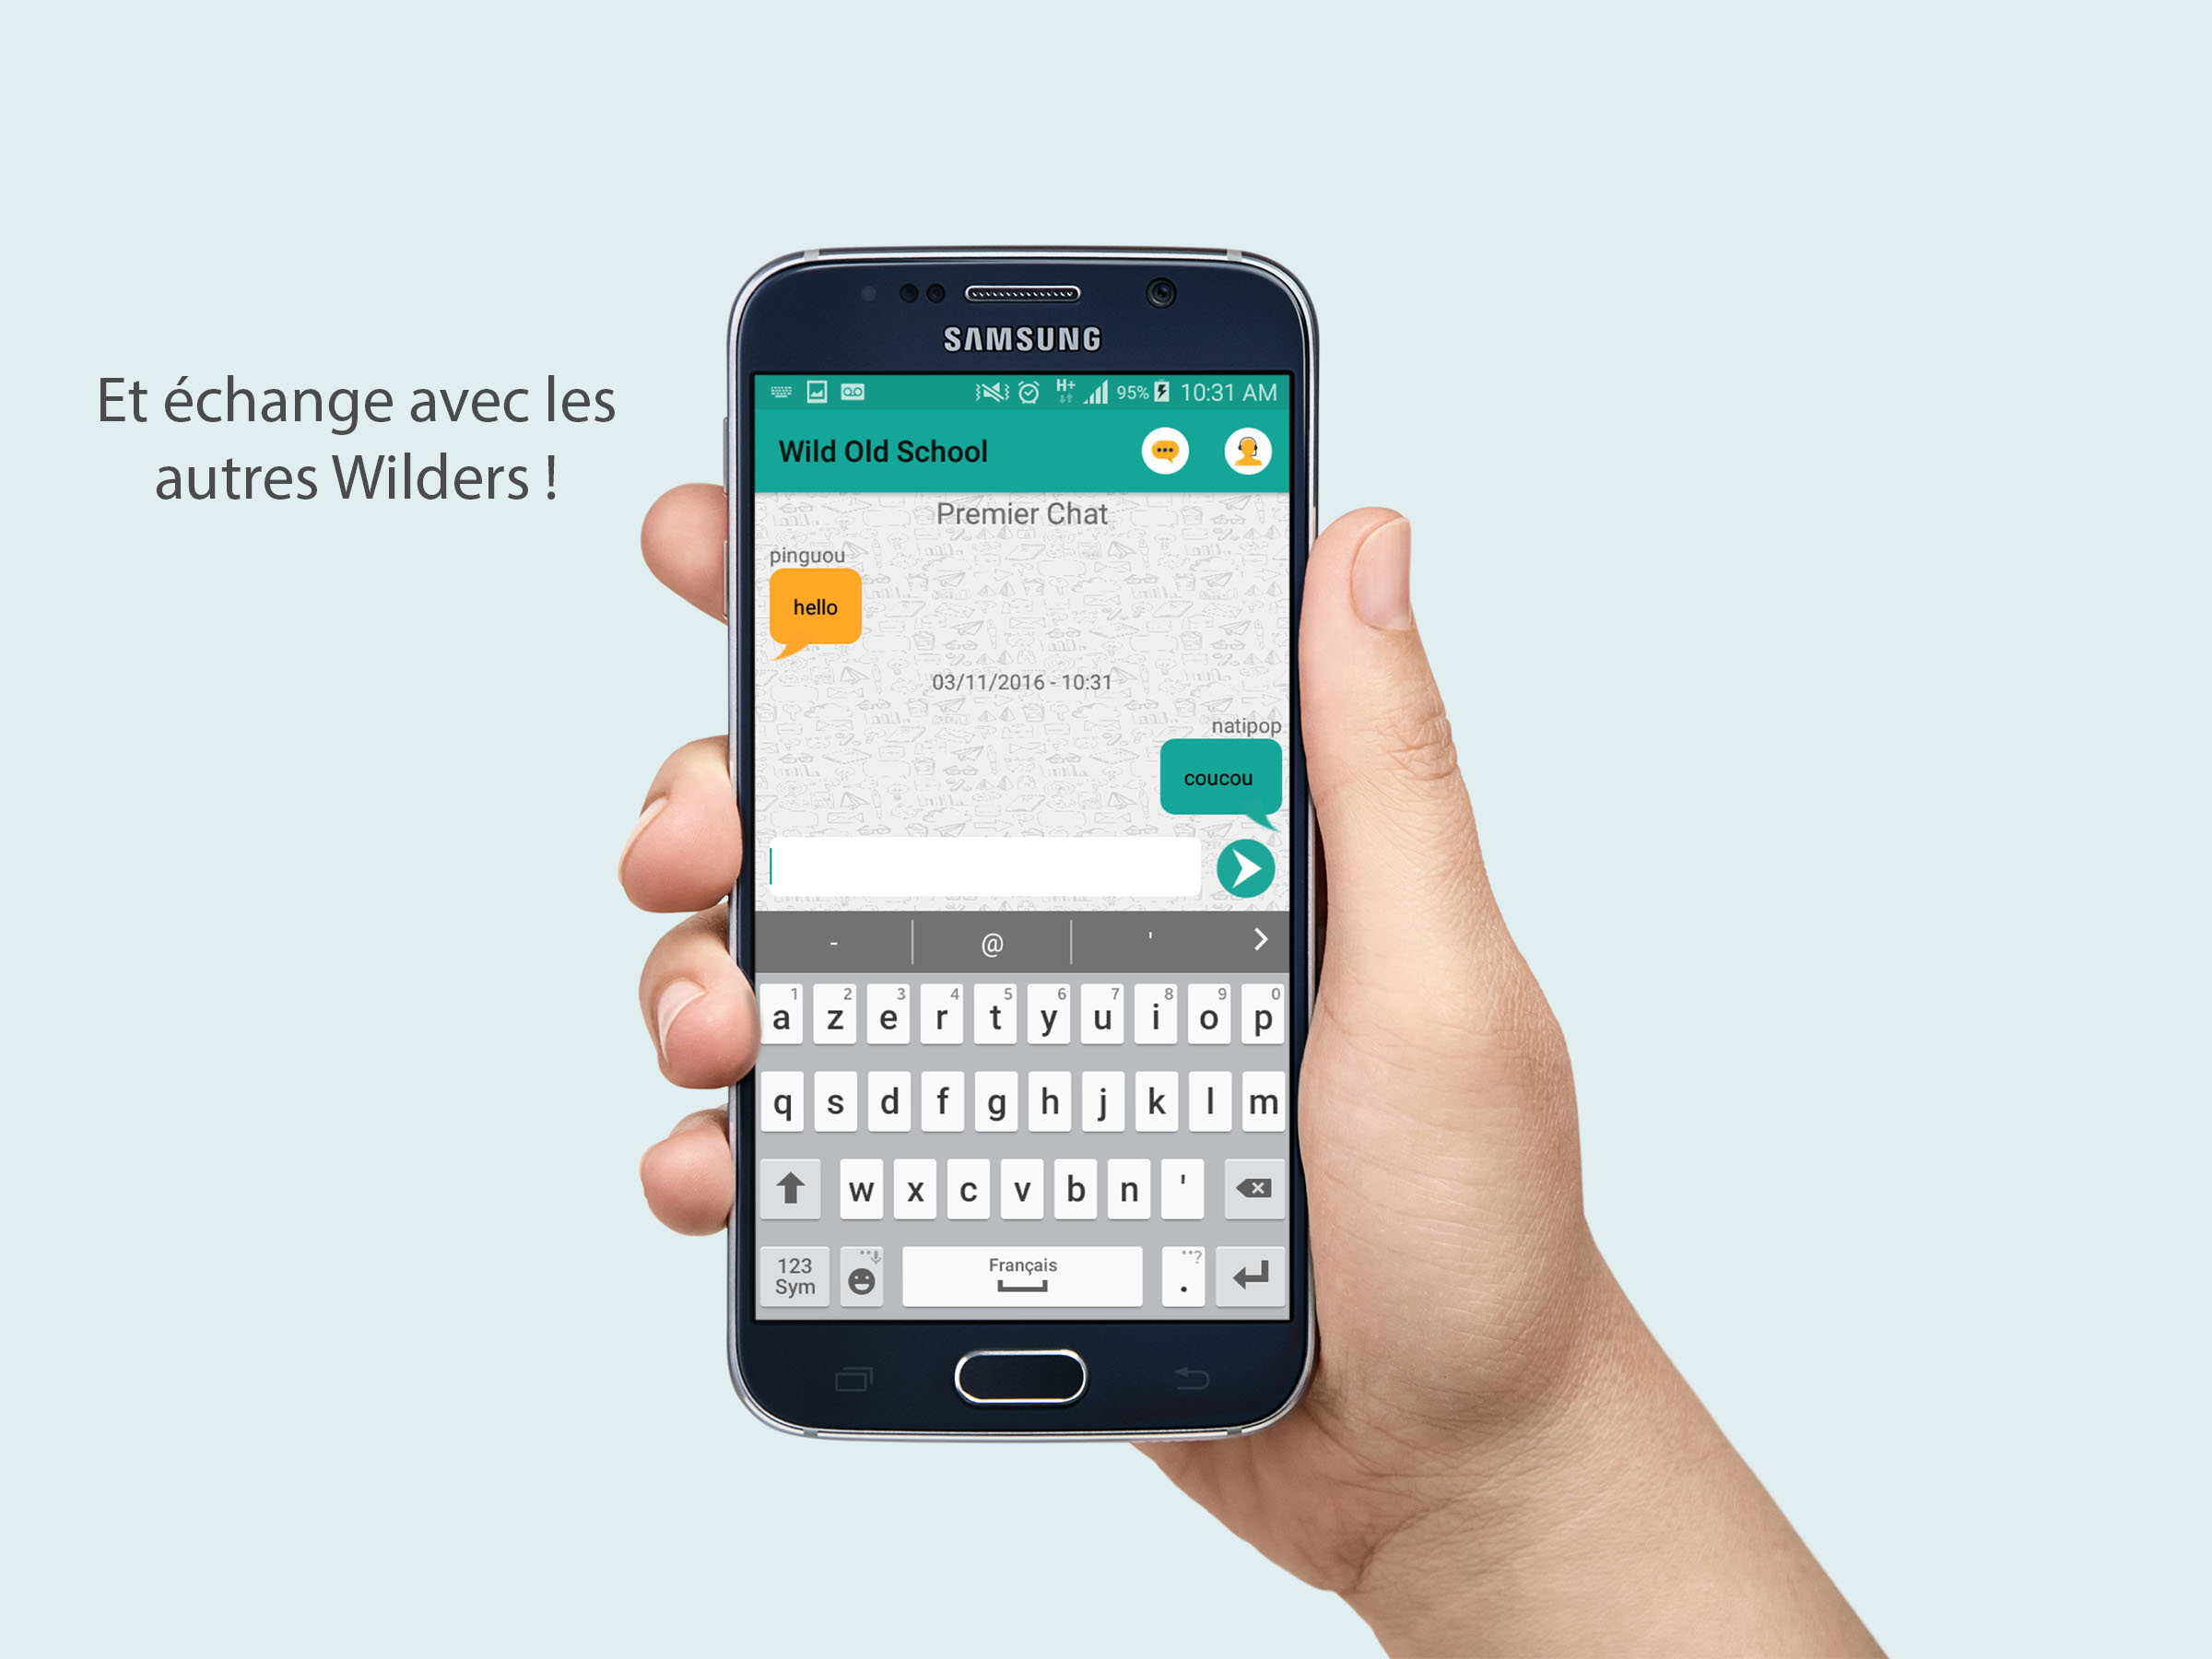 Et échange avec les
autres Wilders !
SAMSUNG
H+ 95% 10:31 AM
Wild Old School
Premier Chat
pinguou
hello
03/11/2016 - 10:31
natipop
coucou
- @ '
1 2 3 4 5 6 7 8 9 0
a z e r t y u i o p
q s d f g h j k l m
w x c v b n '
123
Sym
Français
. ?